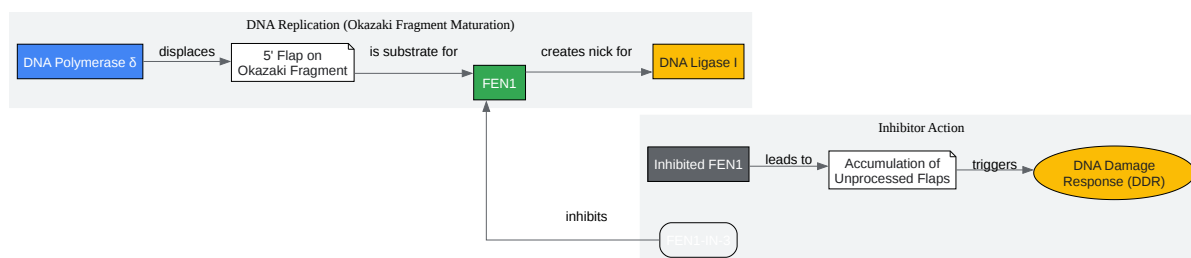 DNA Replication (Okazaki Fragment Maturation)
DNA Polymerase δ
displaces
5' Flap on
Okazaki Fragment
is substrate for
FEN1
creates nick for
DNA Ligase I
Inhibitor Action
Inhibited FEN1
leads to
Accumulation of
Unprocessed Flaps
triggers
DNA Damage
Response (DDR)
inhibits
FEN1-IN-3